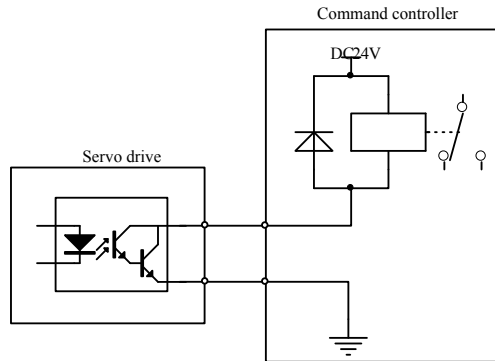 Command controller
DC24V
Servo drive